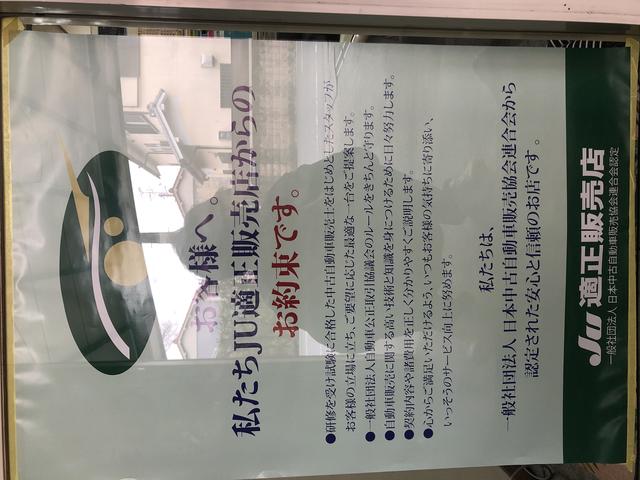 お客様へ。
私たちJU適正販売店からの
お約束です。
●研修を受け試験に合格した中古自動車販売士をはじめとしたスタッフが
お客様の立場に立ち、ご要望に応じた最適な一台をご提案します。
●一般社団法人自動車公正取引協議会のルールをきちんと守ります。
●自動車販売に関する高い技術と知識を身につけるために日々努力します。
●契約内容や諸費用を正しく分かりやすくご説明します。
●心からご満足いただけるよう、いつもお客様の気持ちに寄り添い、
いっそうのサービス向上に努めます。
私たちは、
一般社団法人 日本中古自動車販売協会連合会から
認定された安心と信頼のお店です。
JU 適正販売店
一般社団法人 日本中古自動車販売協会連合会認定